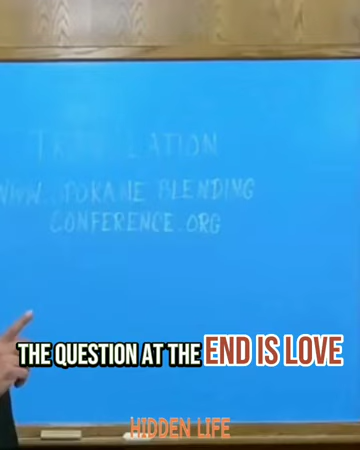 WWW.SPOKANE BLENDING
CONFERENCE.ORG
THE QUESTION AT THE END IS LOVE
HIDDEN LIFE